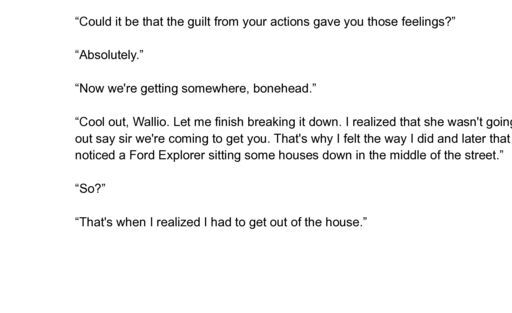 “Could it be that the guilt from your actions gave you those feelings?”
“Absolutely.”
“Now we're getting somewhere, bonehead.”
“Cool out, Wallio. Let me finish breaking it down. I realized that she wasn't going
out say sir we're coming to get you. That's why I felt the way I did and later that
noticed a Ford Explorer sitting some houses down in the middle of the street.”
“So?”
“That's when I realized I had to get out of the house.”